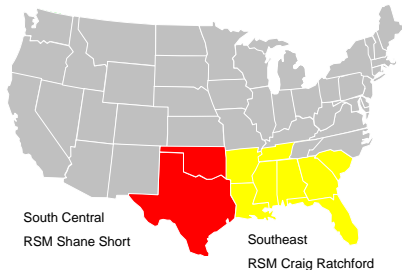 South Central
RSM Shane Short
Southeast
RSM Craig Ratchford